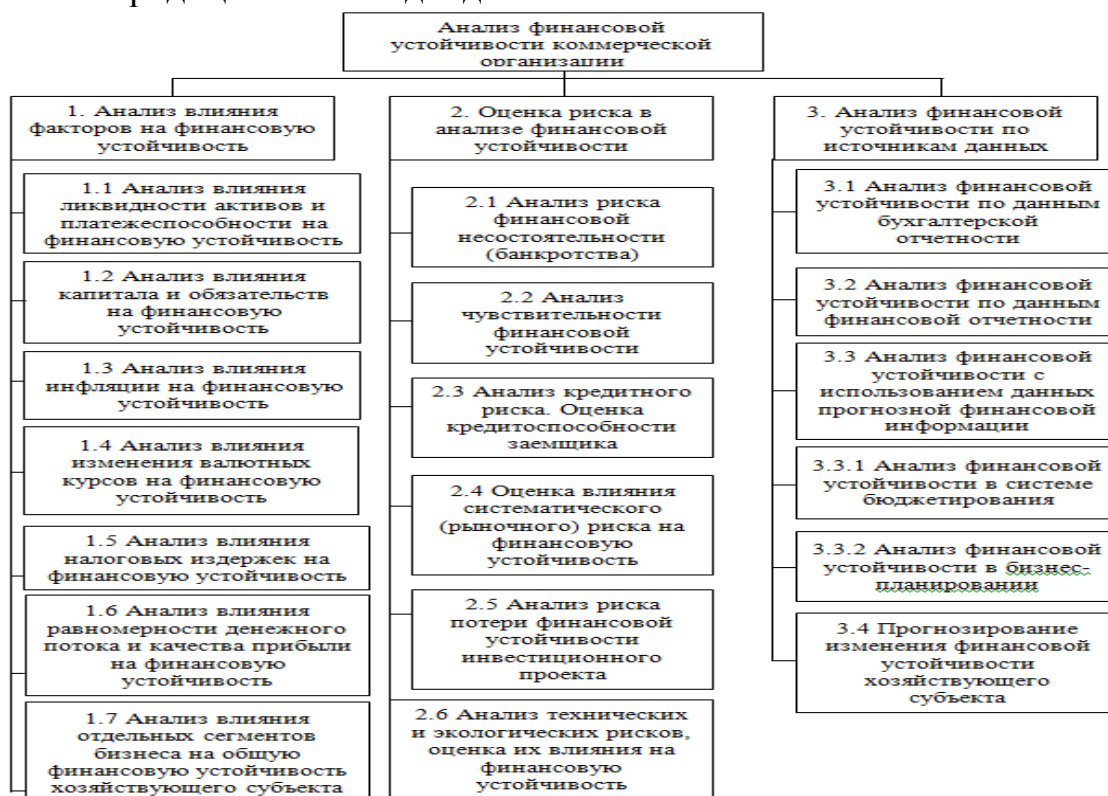 Анализ финансовой
устойчивости коммерческой
организации
1. Анализ влияния
факторов на финансовую
устойчивость
1.1 Анализ влияния
ликвидности активов и
платежеспособности на
финансовую устойчивость
1.2 Анализ влияния
капитала и обязательств
на финансовую
устойчивость
1.3 Анализ влияния
инфляции на финансовую
устойчивость
1.4 Анализ влияния
изменения валютных
курсов на финансовую
устойчивость
1.5 Анализ влияния
налоговых издержек на
финансовую устойчивость
1.6 Анализ влияния
равномерности денежного
потока и качества прибыли
на финансовую
устойчивость
1.7 Анализ влияния
отдельных сегментов
бизнеса на общую
финансовую устойчивость
хозяйствующего субъекта
2. Оценка риска в
анализе финансовой
устойчивости
2.1 Анализ риска
финансовой
несостоятельности
(банкротства)
2.2 Анализ
чувствительности
финансовой
устойчивости
2.3 Анализ кредитного
риска. Оценка
кредитоспособности
заемщика
2.4 Оценка влияния
систематического
(рыночного) риска на
финансовую
устойчивость
2.5 Анализ риска
потери финансовой
устойчивости
инвестиционного
проекта
2.6 Анализ технических
и экологических рисков,
оценка их влияния на
финансовую
устойчивость
3. Анализ финансовой
устойчивости по
источникам данных
3.1 Анализ финансовой
устойчивости по данным
бухгалтерской
отчетности
3.2 Анализ финансовой
устойчивости по данным
финансовой отчетности
3.3 Анализ финансовой
устойчивости с
использованием данных
прогнозной финансовой
информации
3.3.1 Анализ финансовой
устойчивости в системе
бюджетирования
3.3.2 Анализ финансовой
устойчивости в бизнес-
планировании
3.4 Прогнозирование
изменения финансовой
устойчивости
хозяйствующего
субъекта